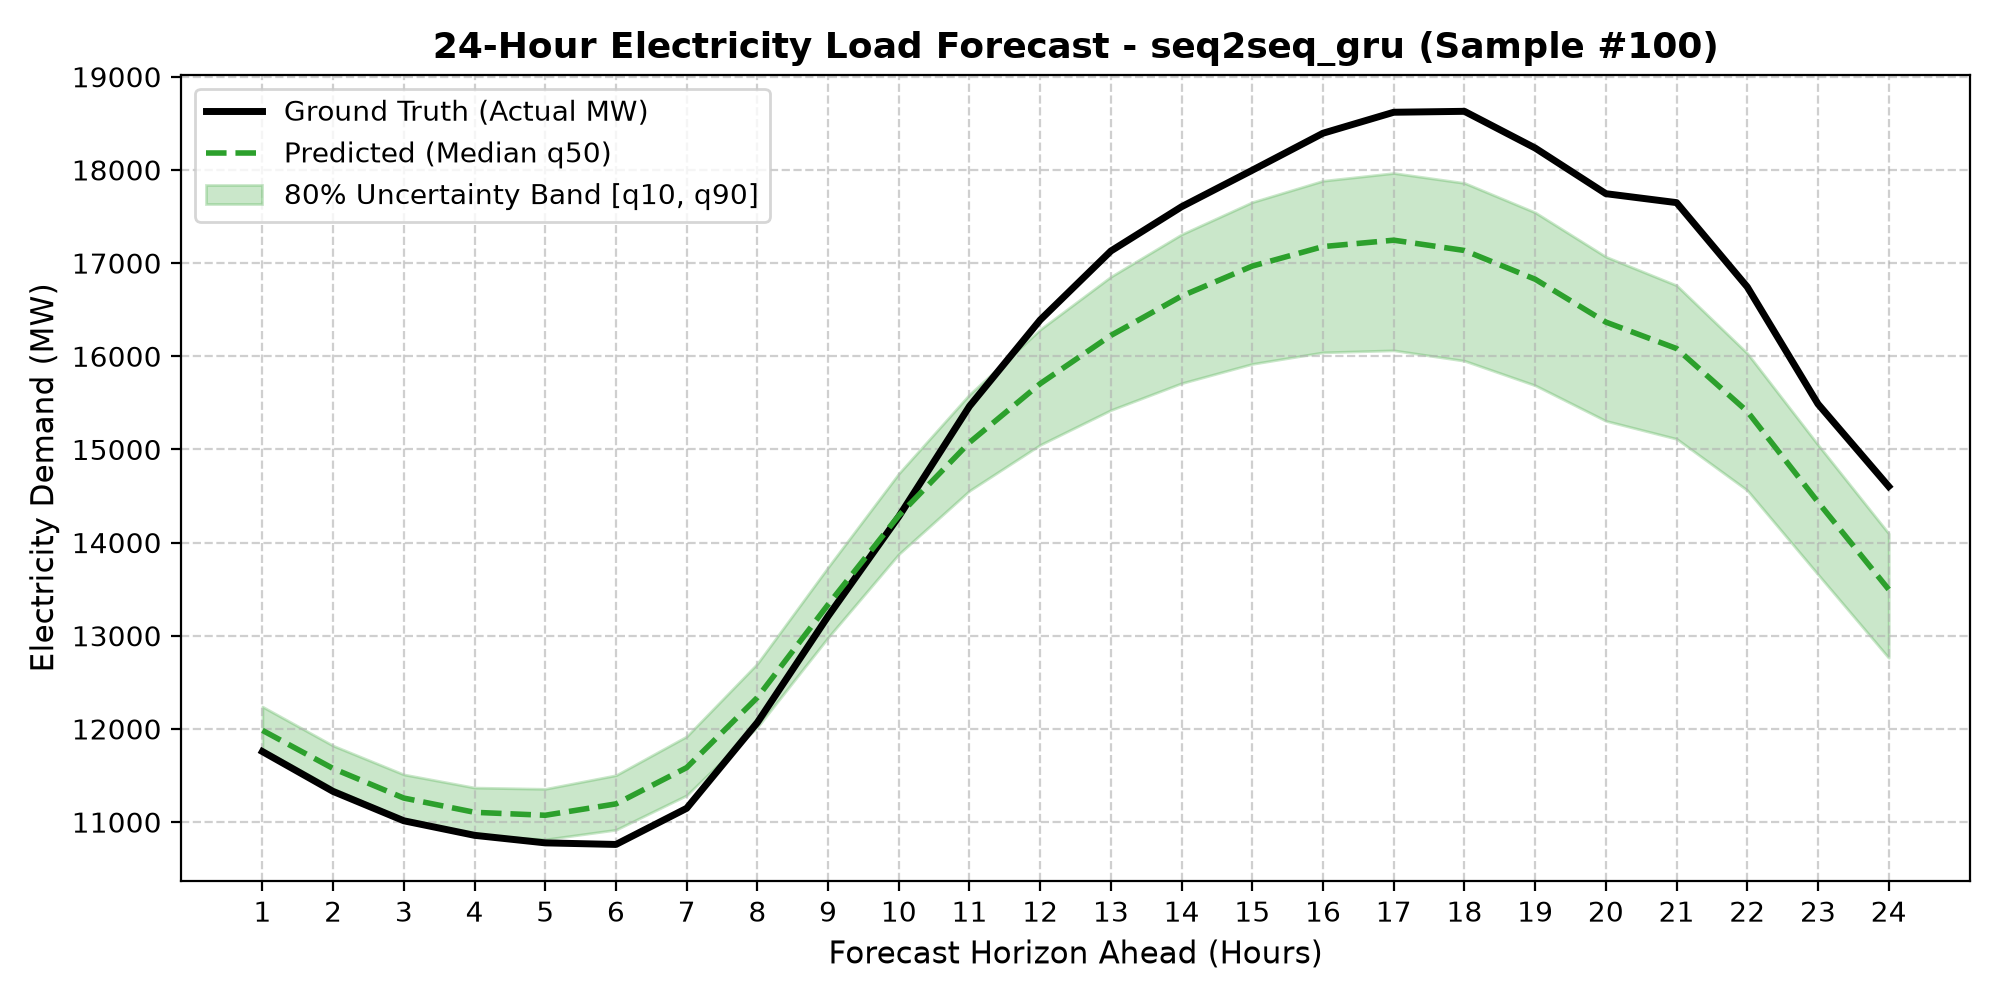 24-Hour Electricity Load Forecast - seq2seq_gru (Sample #100)
Ground Truth (Actual MW)
Predicted (Median q50)
80% Uncertainty Band [q10, q90]
Electricity Demand (MW)
19000
18000
17000
16000
15000
14000
13000
12000
11000
1 2 3 4 5 6 7 8 9 10 11 12 13 14 15 16 17 18 19 20 21 22 23 24
Forecast Horizon Ahead (Hours)